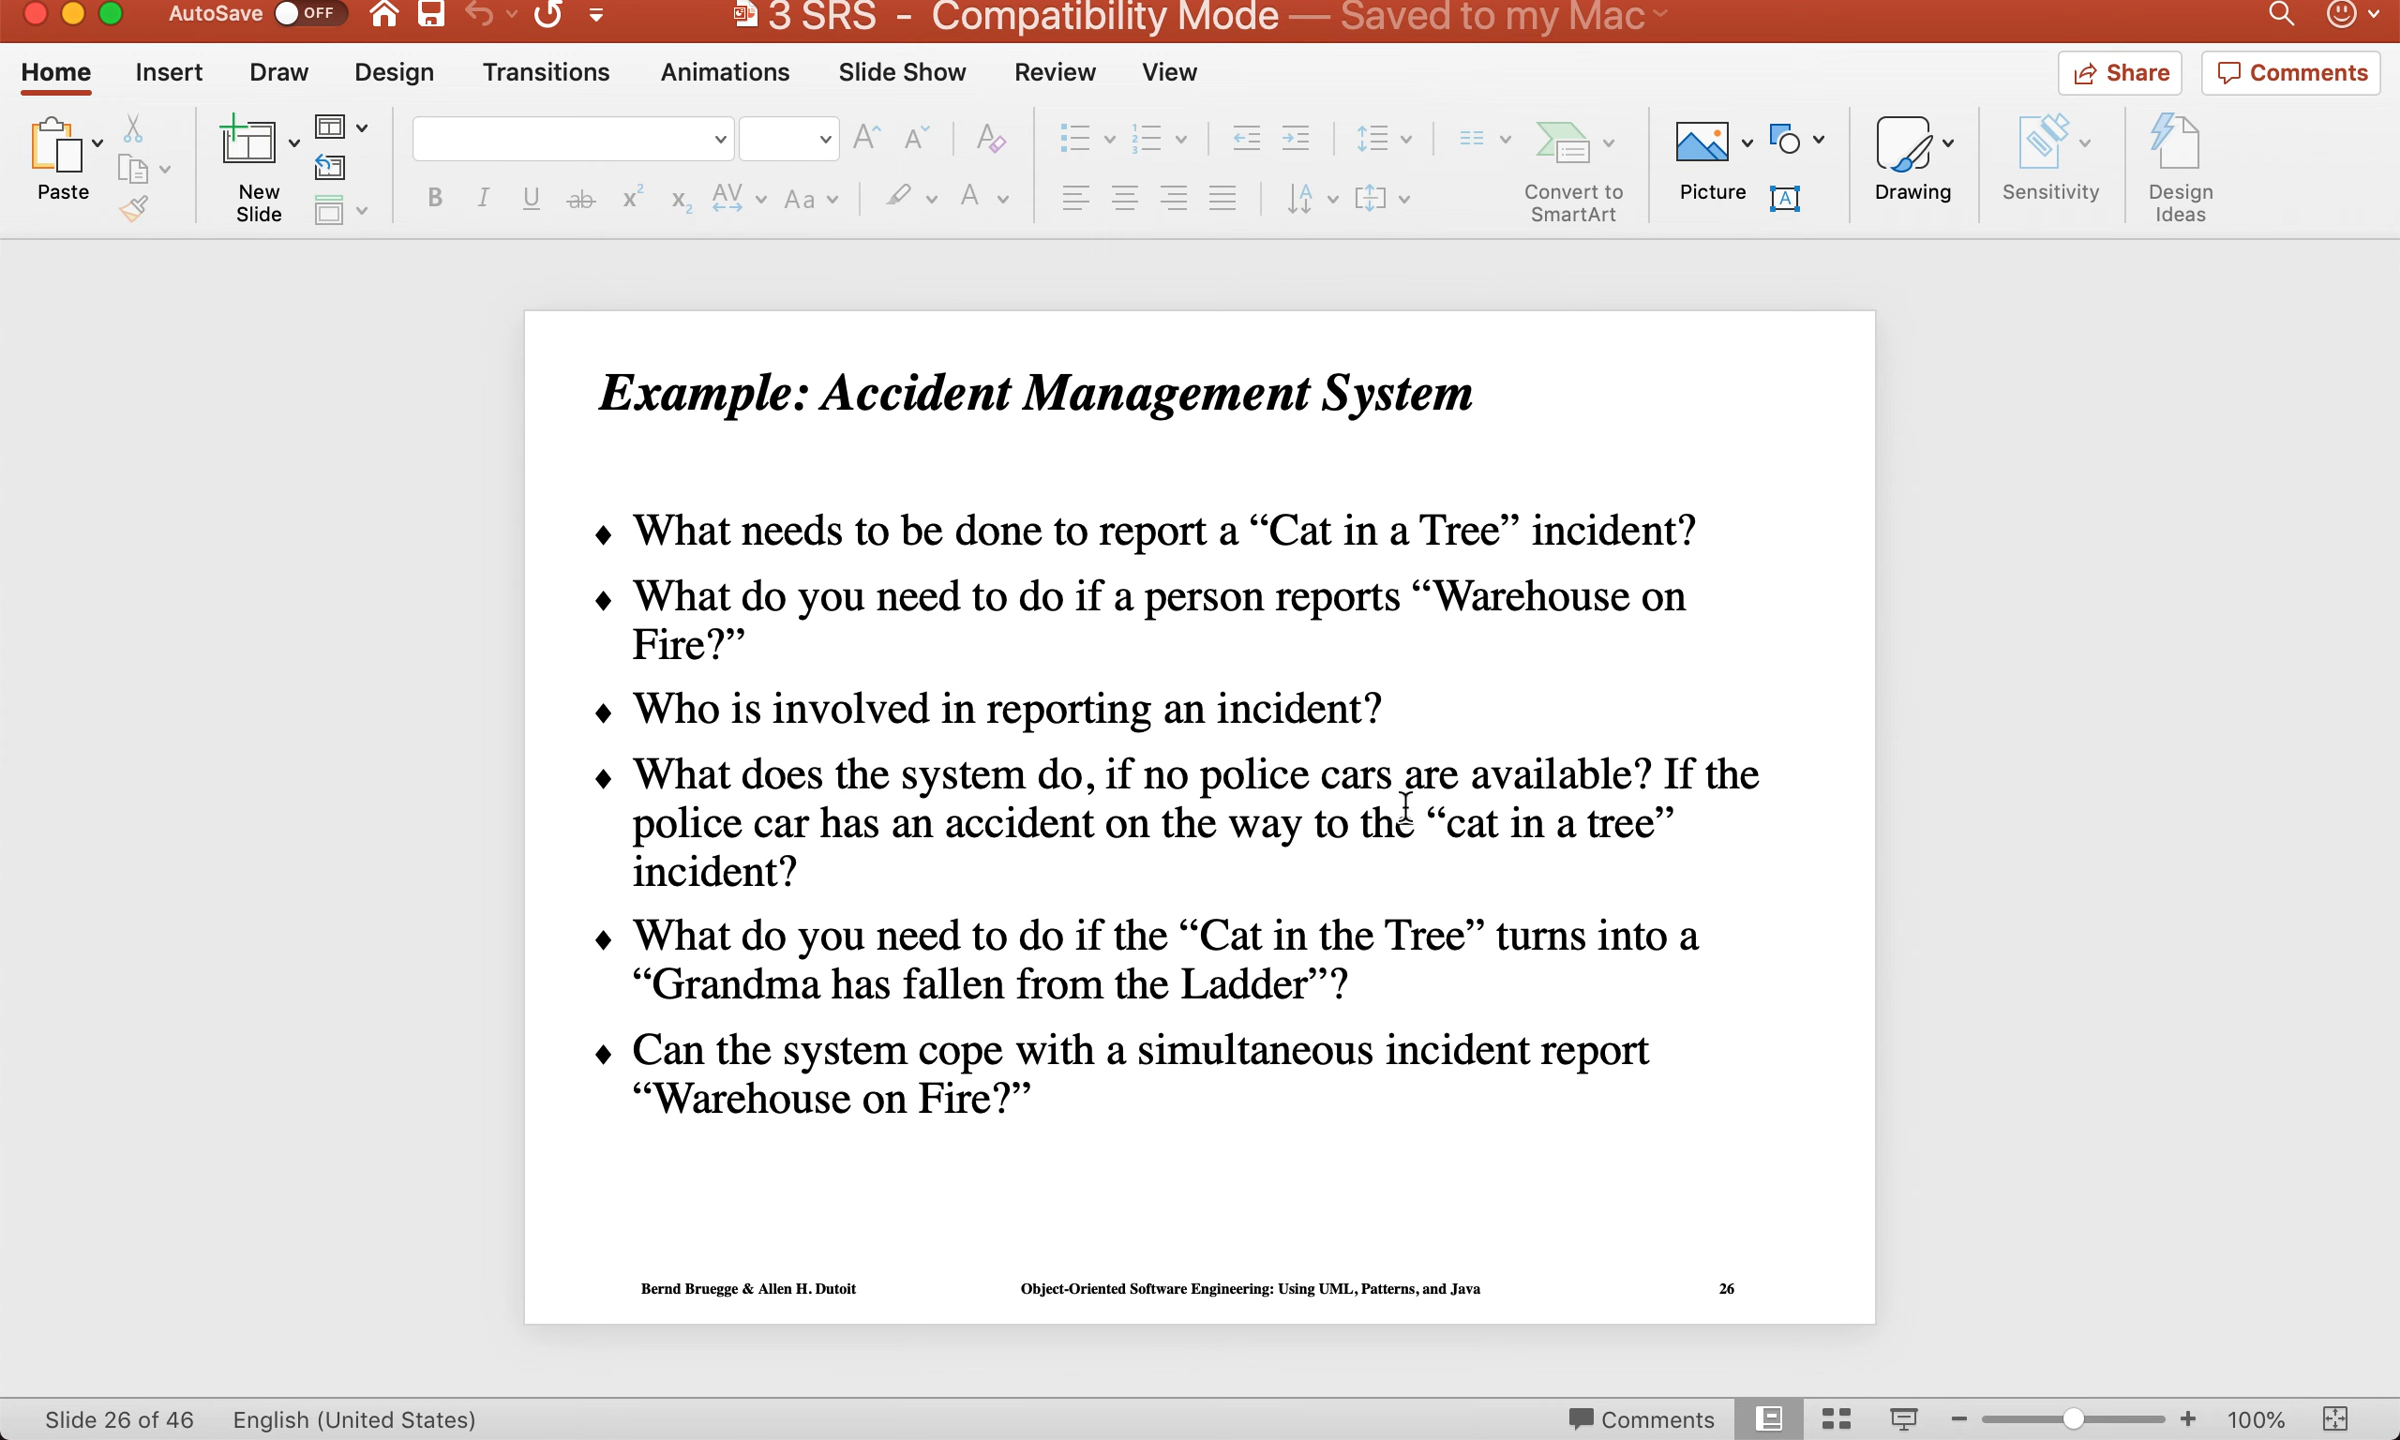 AutoSave OFF 3 SRS - Compatibility Mode — Saved to my Mac
Home Insert Draw Design Transitions Animations Slide Show Review View Share Comments
Paste New Slide B I U ab x² x₂ AV Aa A Convert to SmartArt Picture Drawing Sensitivity Design Ideas
Example: Accident Management System
♦ What needs to be done to report a “Cat in a Tree” incident?
♦ What do you need to do if a person reports “Warehouse on
Fire?”
♦ Who is involved in reporting an incident?
♦ What does the system do, if no police cars are available? If the
police car has an accident on the way to the “cat in a tree”
incident?
♦ What do you need to do if the “Cat in the Tree” turns into a
“Grandma has fallen from the Ladder”?
♦ Can the system cope with a simultaneous incident report
“Warehouse on Fire?”
Bernd Bruegge & Allen H. Dutoit Object-Oriented Software Engineering: Using UML, Patterns, and Java 26
Slide 26 of 46 English (United States) Comments 100%